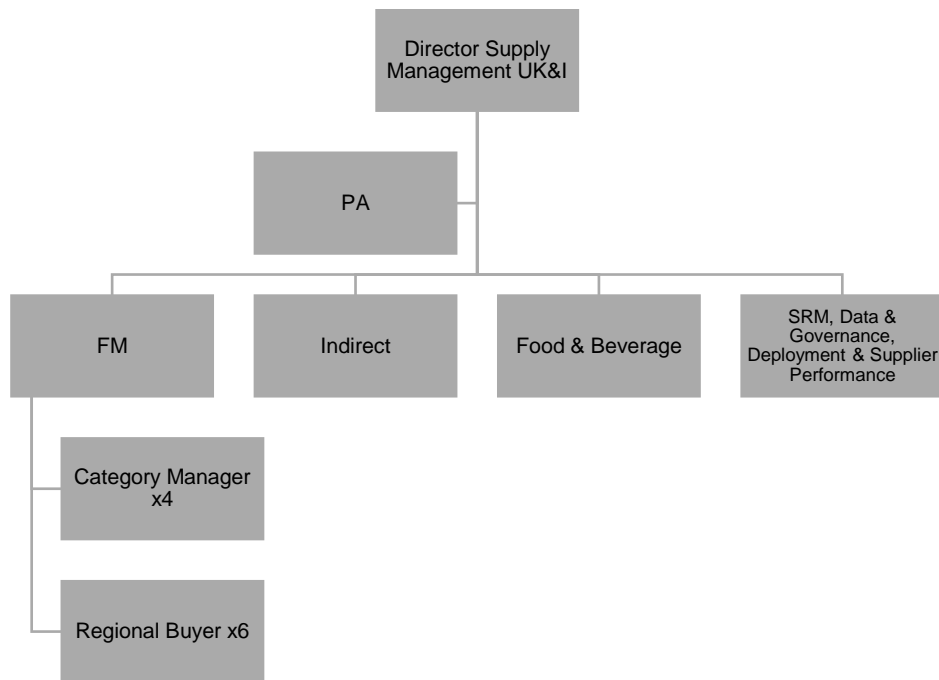 Director Supply
Management UK&I
PA
FM
Indirect
Food & Beverage
SRM, Data &
Governance,
Deployment & Supplier
Performance
Category Manager
x4
Regional Buyer x6